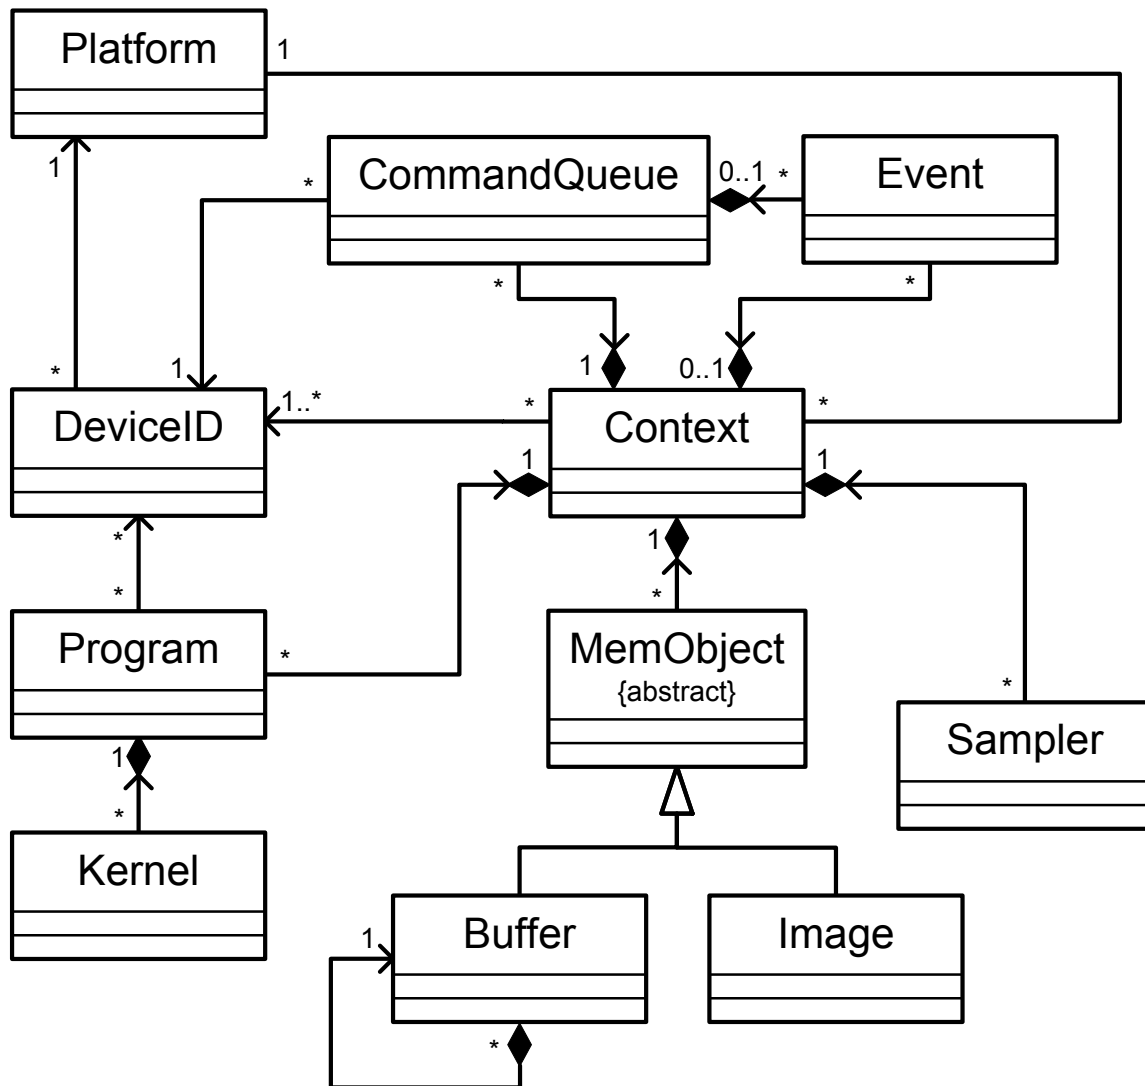 Platform
1
1
CommandQueue
*
0..1
*
Event
*
*
*
1
1
0..1
DeviceID
1..*
*
Context
*
1
1
*
1
*
*
Program
*
MemObject
{abstract}
*
Sampler
1
*
Kernel
Buffer
Image
1
*